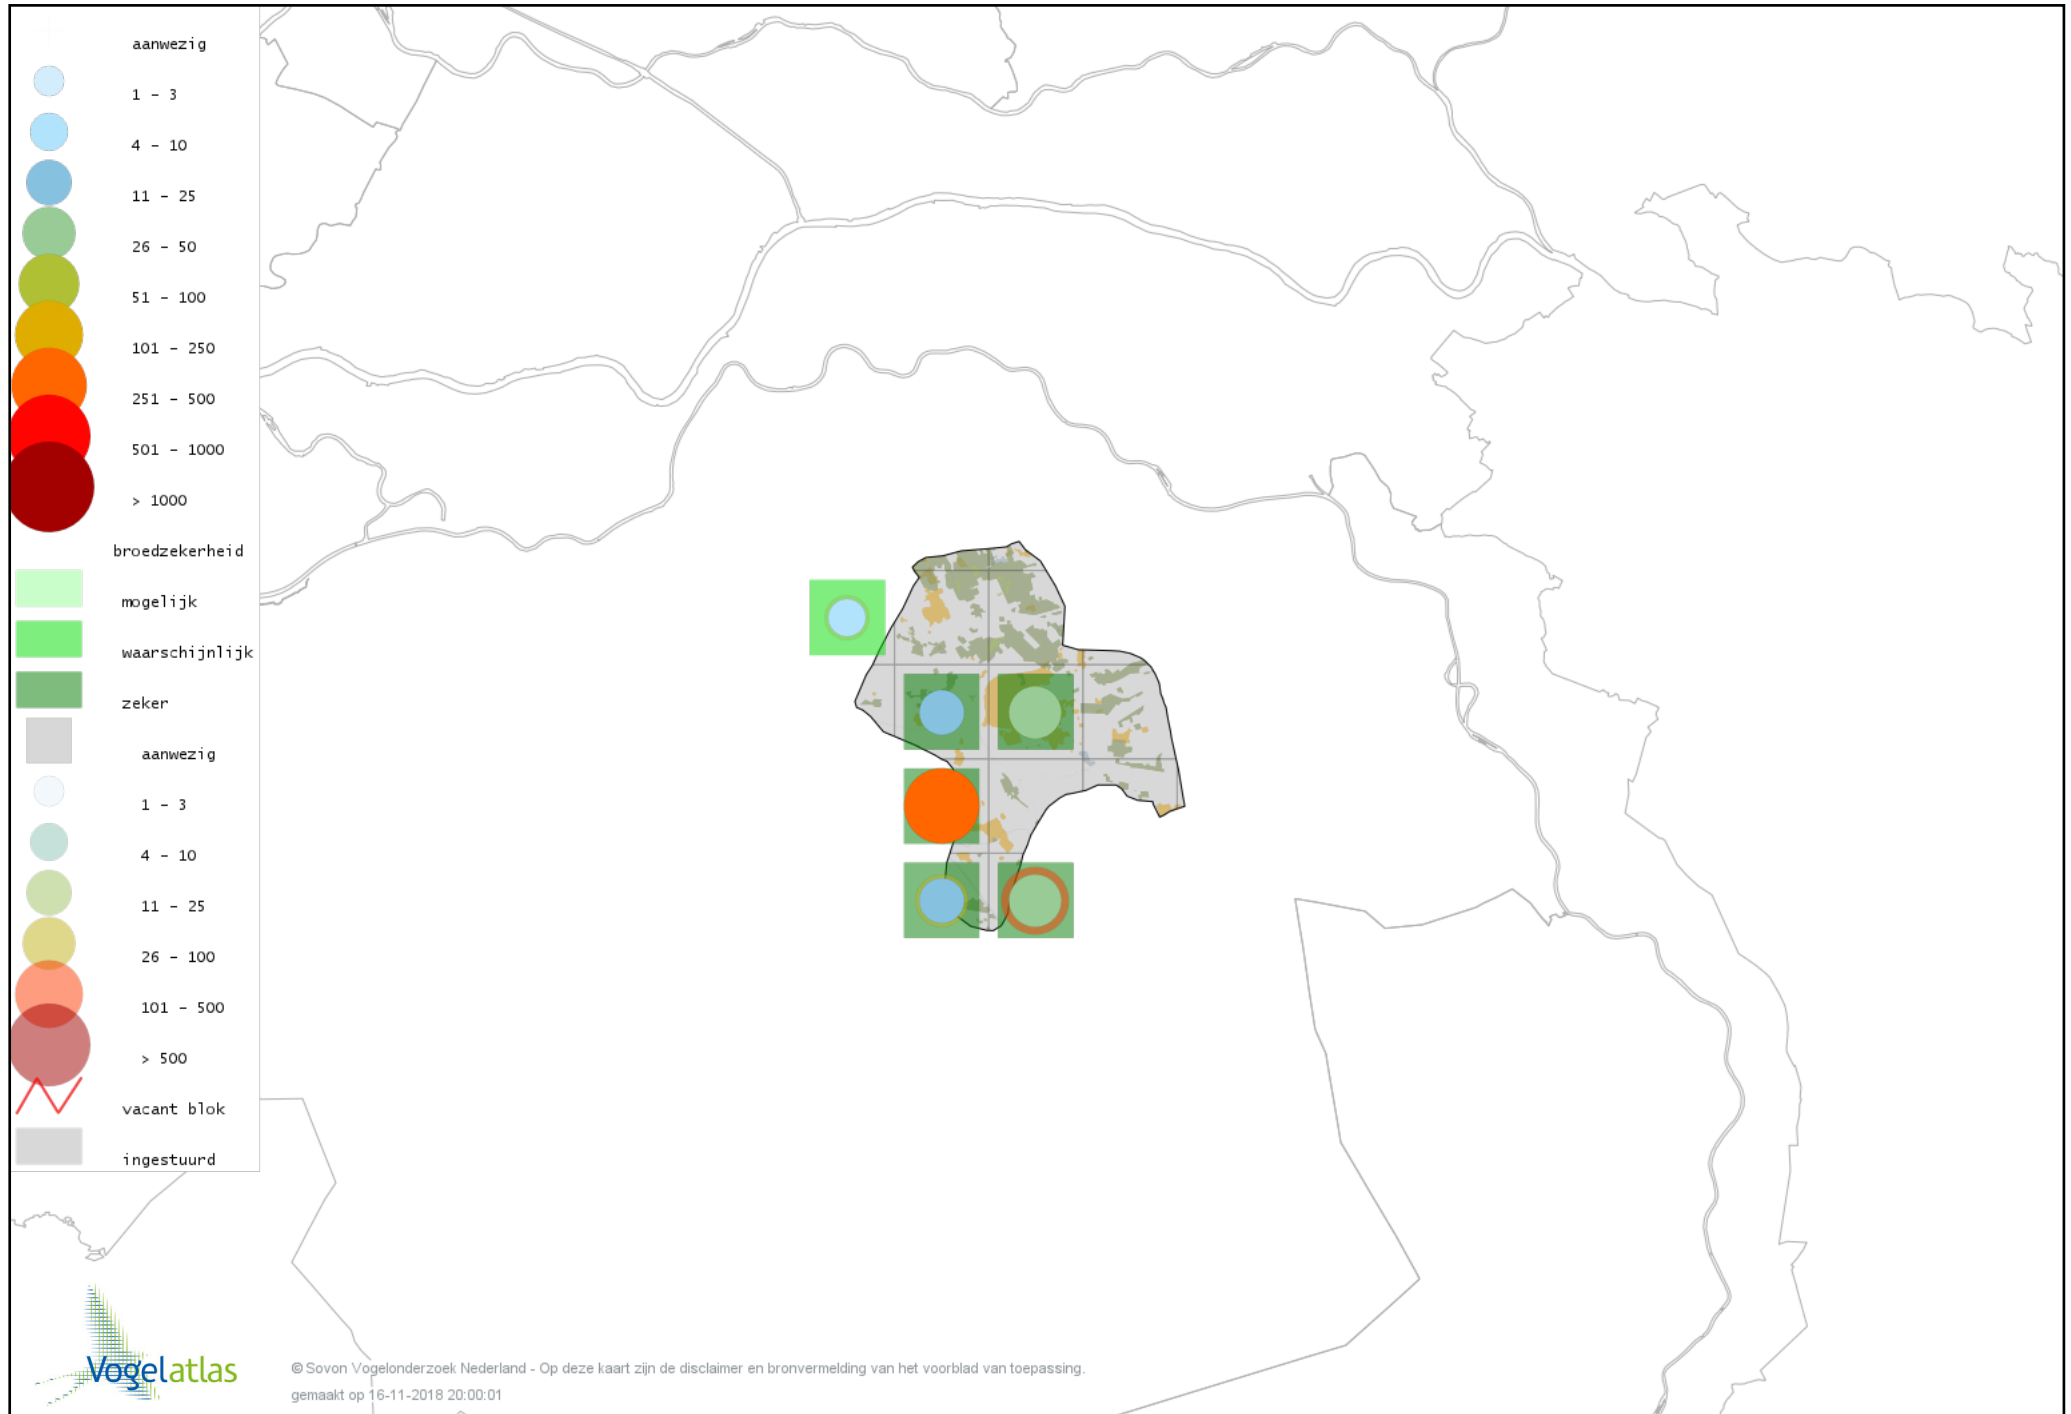 aanwezig
1 - 3
4 - 10
11 - 25
26 - 50
51 - 100
101 - 250
251 - 500
501 - 1000
> 1000
broedzekerheid
mogelijk
waarschijnlijk
zeker
aanwezig
1 - 3
4 - 10
11 - 25
26 - 100
101 - 500
> 500
vacant blok
ingestuurd
Vogelatlas
© Sovon Vogelonderzoek Nederland - Op deze kaart zijn de disclaimer en bronvermelding van het voorblad van toepassing.
gemaakt op 16-11-2018 20:00:01